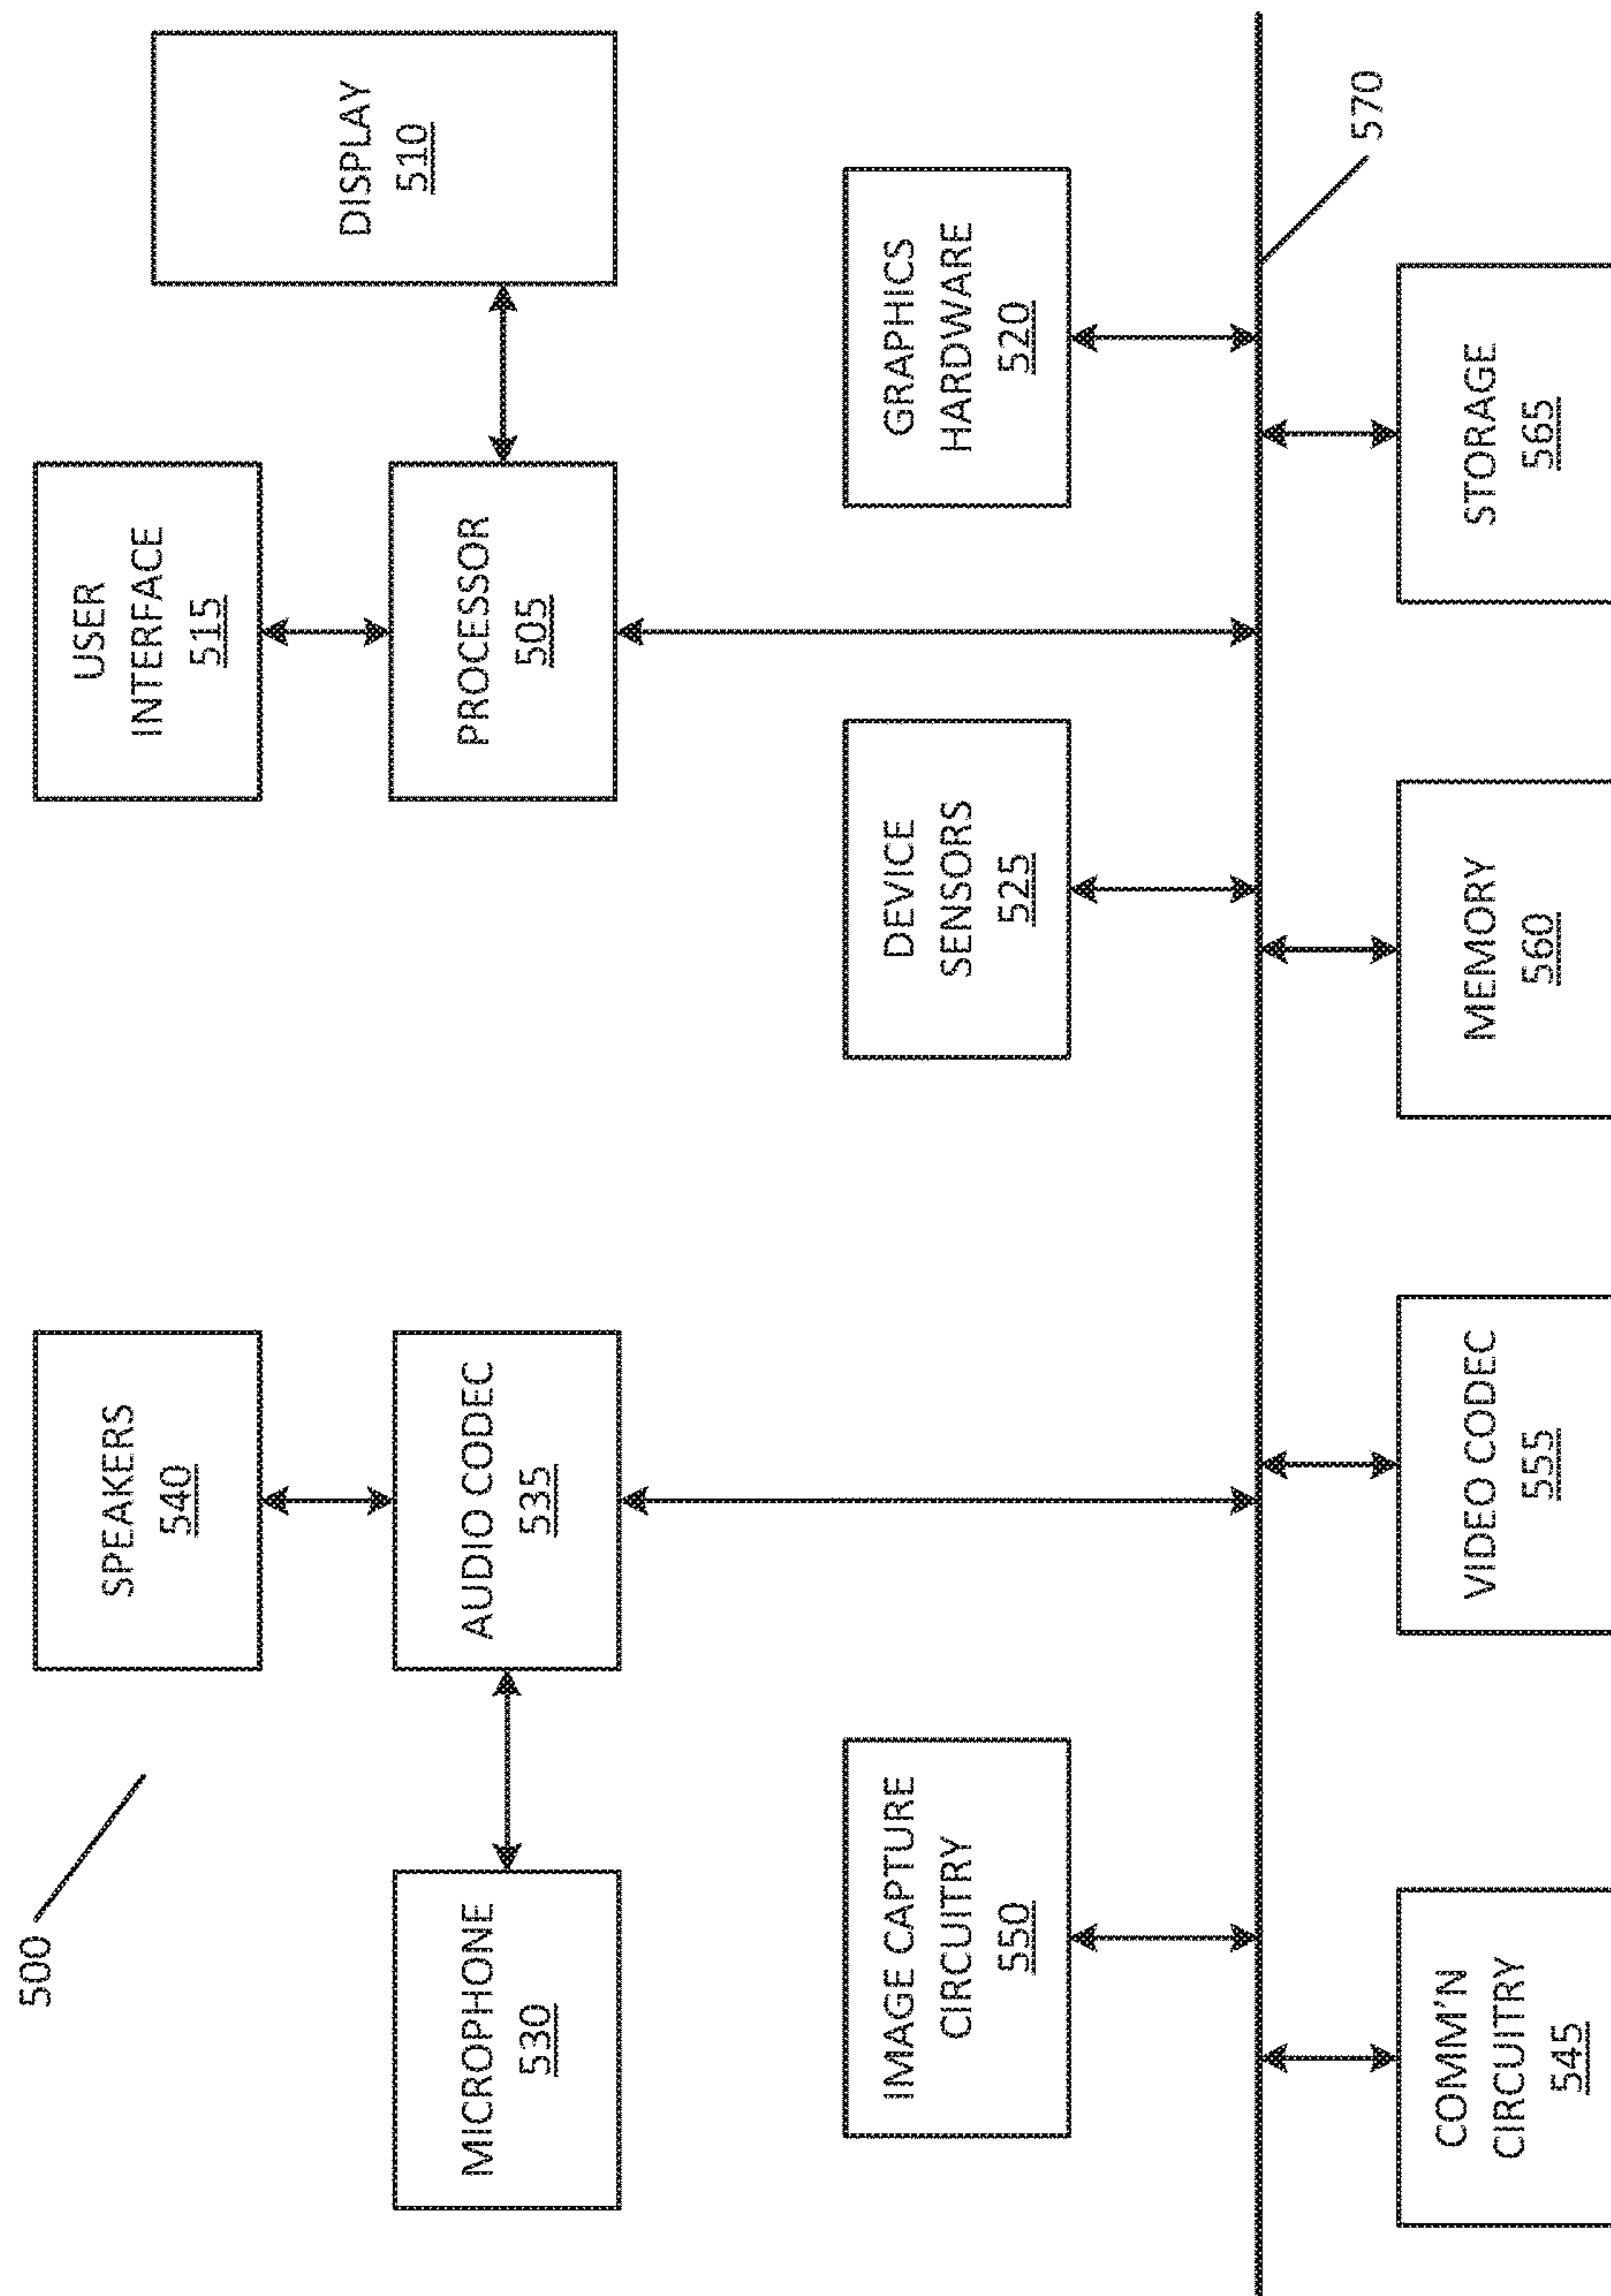 500
SPEAKERS
540
USER
INTERFACE
515
MICROPHONE
530
AUDIO CODEC
535
PROCESSOR
505
DISPLAY
510
IMAGE CAPTURE
CIRCUITRY
550
DEVICE
SENSORS
525
GRAPHICS
HARDWARE
520
570
COMM'N
CIRCUITRY
545
VIDEO CODEC
555
MEMORY
560
STORAGE
565